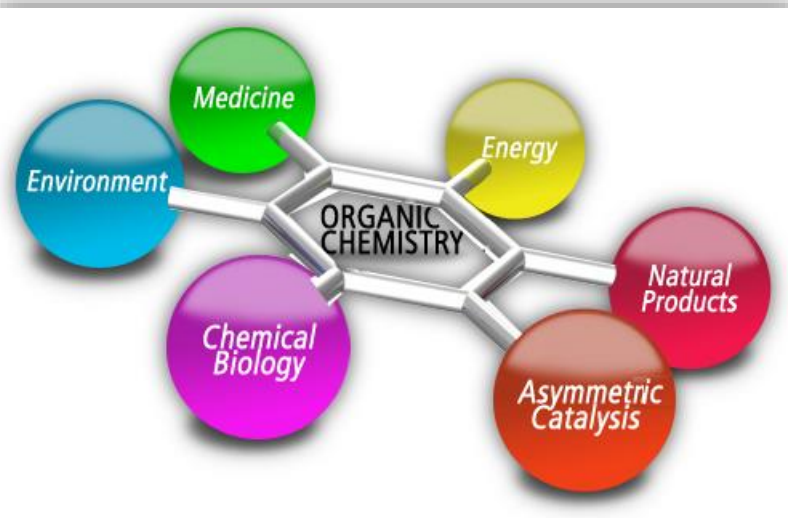 Medicine
Energy
Environment
ORGANIC
CHEMISTRY
Natural
Products
Chemical
Biology
Asymmetric
Catalysis